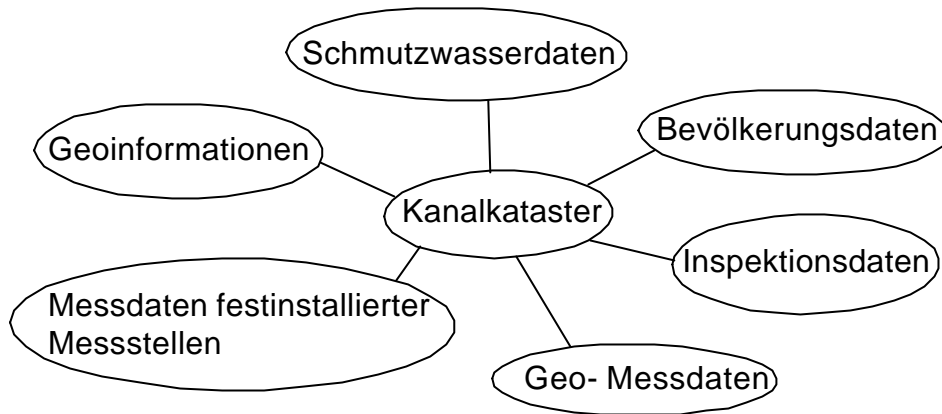 Schmutzwasserdaten
Bevölkerungsdaten
Geoinformationen
Kanalkataster
Inspektionsdaten
Messdaten festinstallierter
Messstellen
Geo- Messdaten